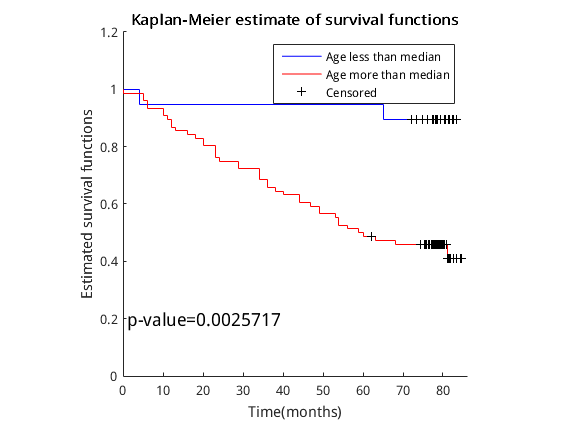 Kaplan-Meier estimate of survival functions
1.2
1
0.8
0.6
0.4
0.2
0
Estimated survival functions
Age less than median
Age more than median
Censored
p-value=0.0025717
0 10 20 30 40 50 60 70 80
Time(months)